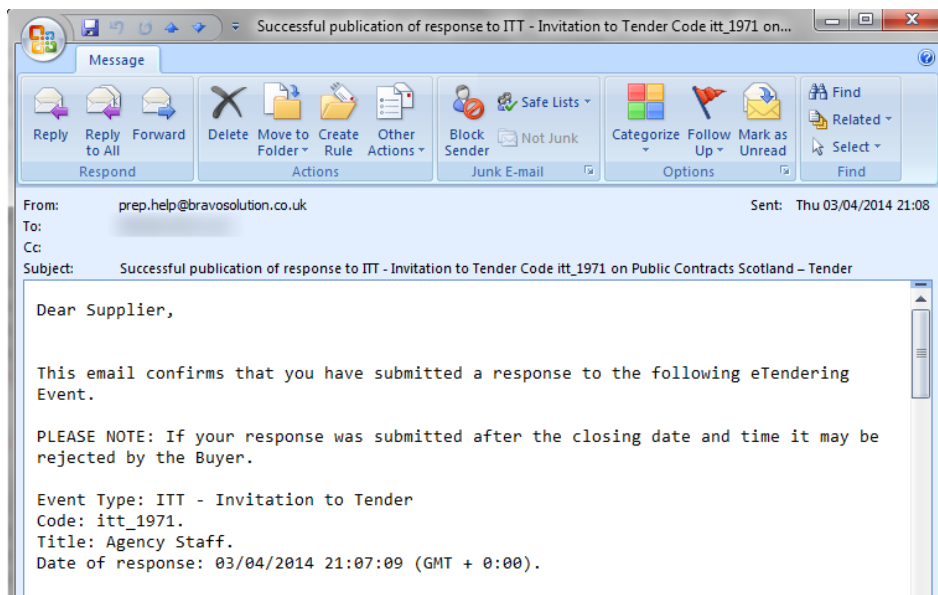 Successful publication of response to ITT - Invitation to Tender Code itt_1971 on...
Message
Reply
Reply to All
Forward
Delete
Move to Folder
Create Rule
Other Actions
Block Sender
Safe Lists
Not Junk
Categorize
Follow Up
Mark as Unread
Find
Related
Select
Respond
Actions
Junk E-mail
Options
Find
From: prep.help@bravosolution.co.uk
Sent: Thu 03/04/2014 21:08
To:
Cc:
Subject: Successful publication of response to ITT - Invitation to Tender Code itt_1971 on Public Contracts Scotland – Tender
Dear Supplier,
This email confirms that you have submitted a response to the following eTendering
Event.
PLEASE NOTE: If your response was submitted after the closing date and time it may be
rejected by the Buyer.
Event Type: ITT - Invitation to Tender
Code: itt_1971.
Title: Agency Staff.
Date of response: 03/04/2014 21:07:09 (GMT + 0:00).